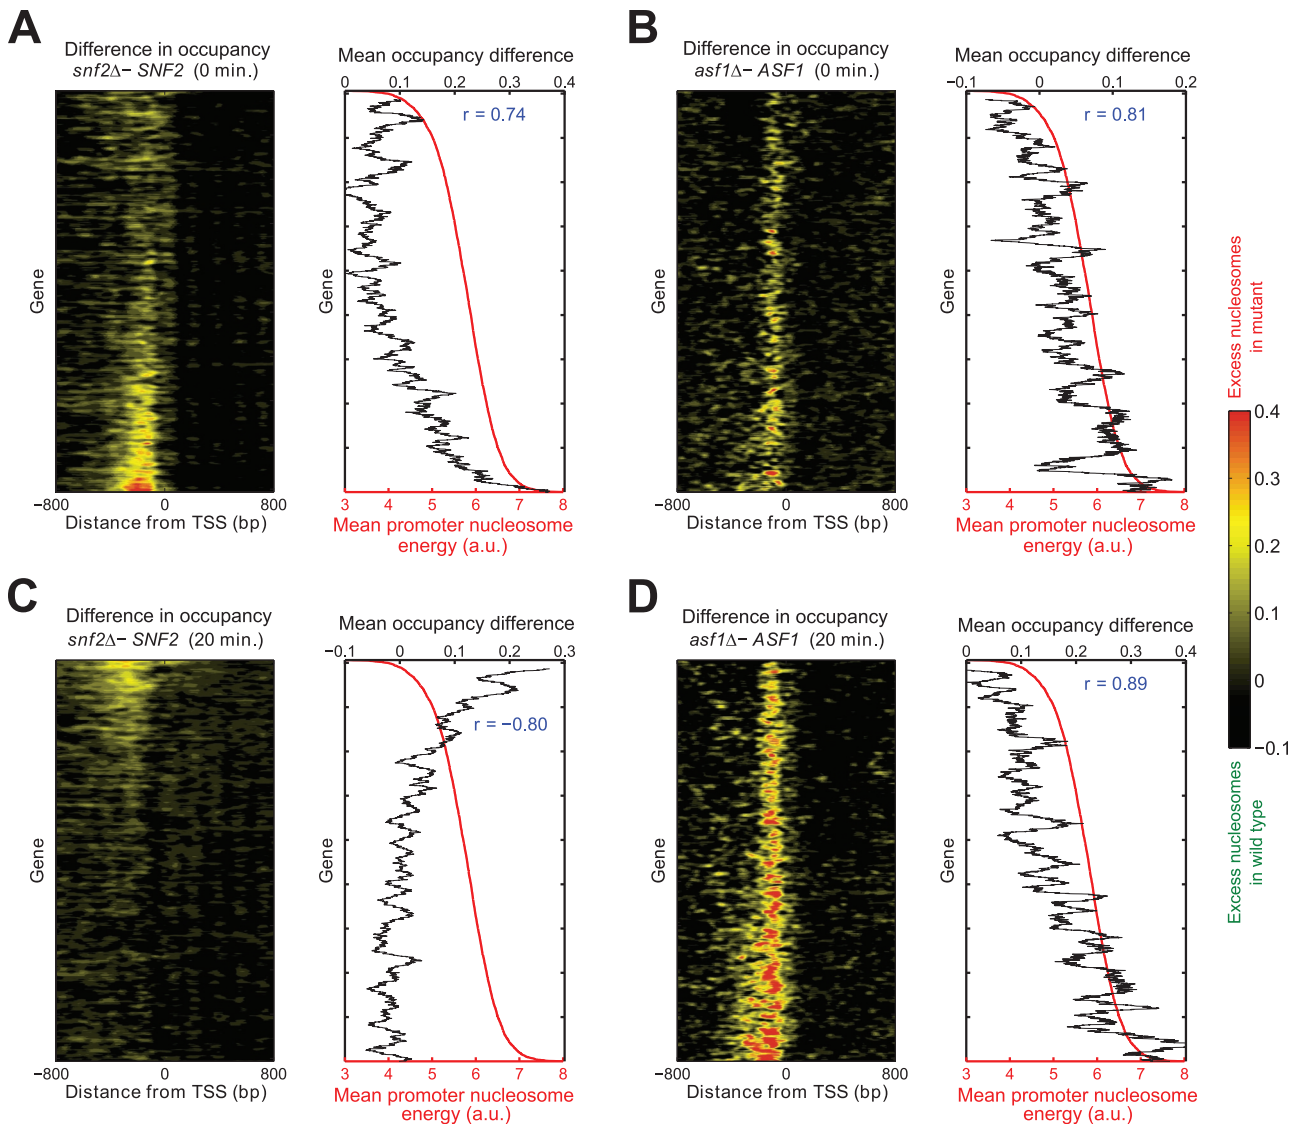 A
Difference in occupancy
snf2Δ− SNF2 (0 min.)
Gene
−800 0 800
Distance from TSS (bp)
Mean occupancy difference
0 0.1 0.2 0.3 0.4
r = 0.74
Gene
3 4 5 6 7 8
Mean promoter nucleosome
energy (a.u.)
B
Difference in occupancy
asf1Δ− ASF1 (0 min.)
Gene
−800 0 800
Distance from TSS (bp)
Mean occupancy difference
−0.1 0 0.1 0.2
r = 0.81
Gene
3 4 5 6 7 8
Mean promoter nucleosome
energy (a.u.)
C
Difference in occupancy
snf2Δ− SNF2 (20 min.)
Gene
−800 0 800
Distance from TSS (bp)
Mean occupancy difference
−0.1 0 0.1 0.2 0.3
r = −0.80
Gene
3 4 5 6 7 8
Mean promoter nucleosome
energy (a.u.)
D
Difference in occupancy
asf1Δ− ASF1 (20 min.)
Gene
−800 0 800
Distance from TSS (bp)
Mean occupancy difference
0 0.1 0.2 0.3 0.4
r = 0.89
Gene
3 4 5 6 7 8
Mean promoter nucleosome
energy (a.u.)
Excess nucleosomes
in mutant
0.4
0.3
0.2
0.1
0
−0.1
Excess nucleosomes
in wild type